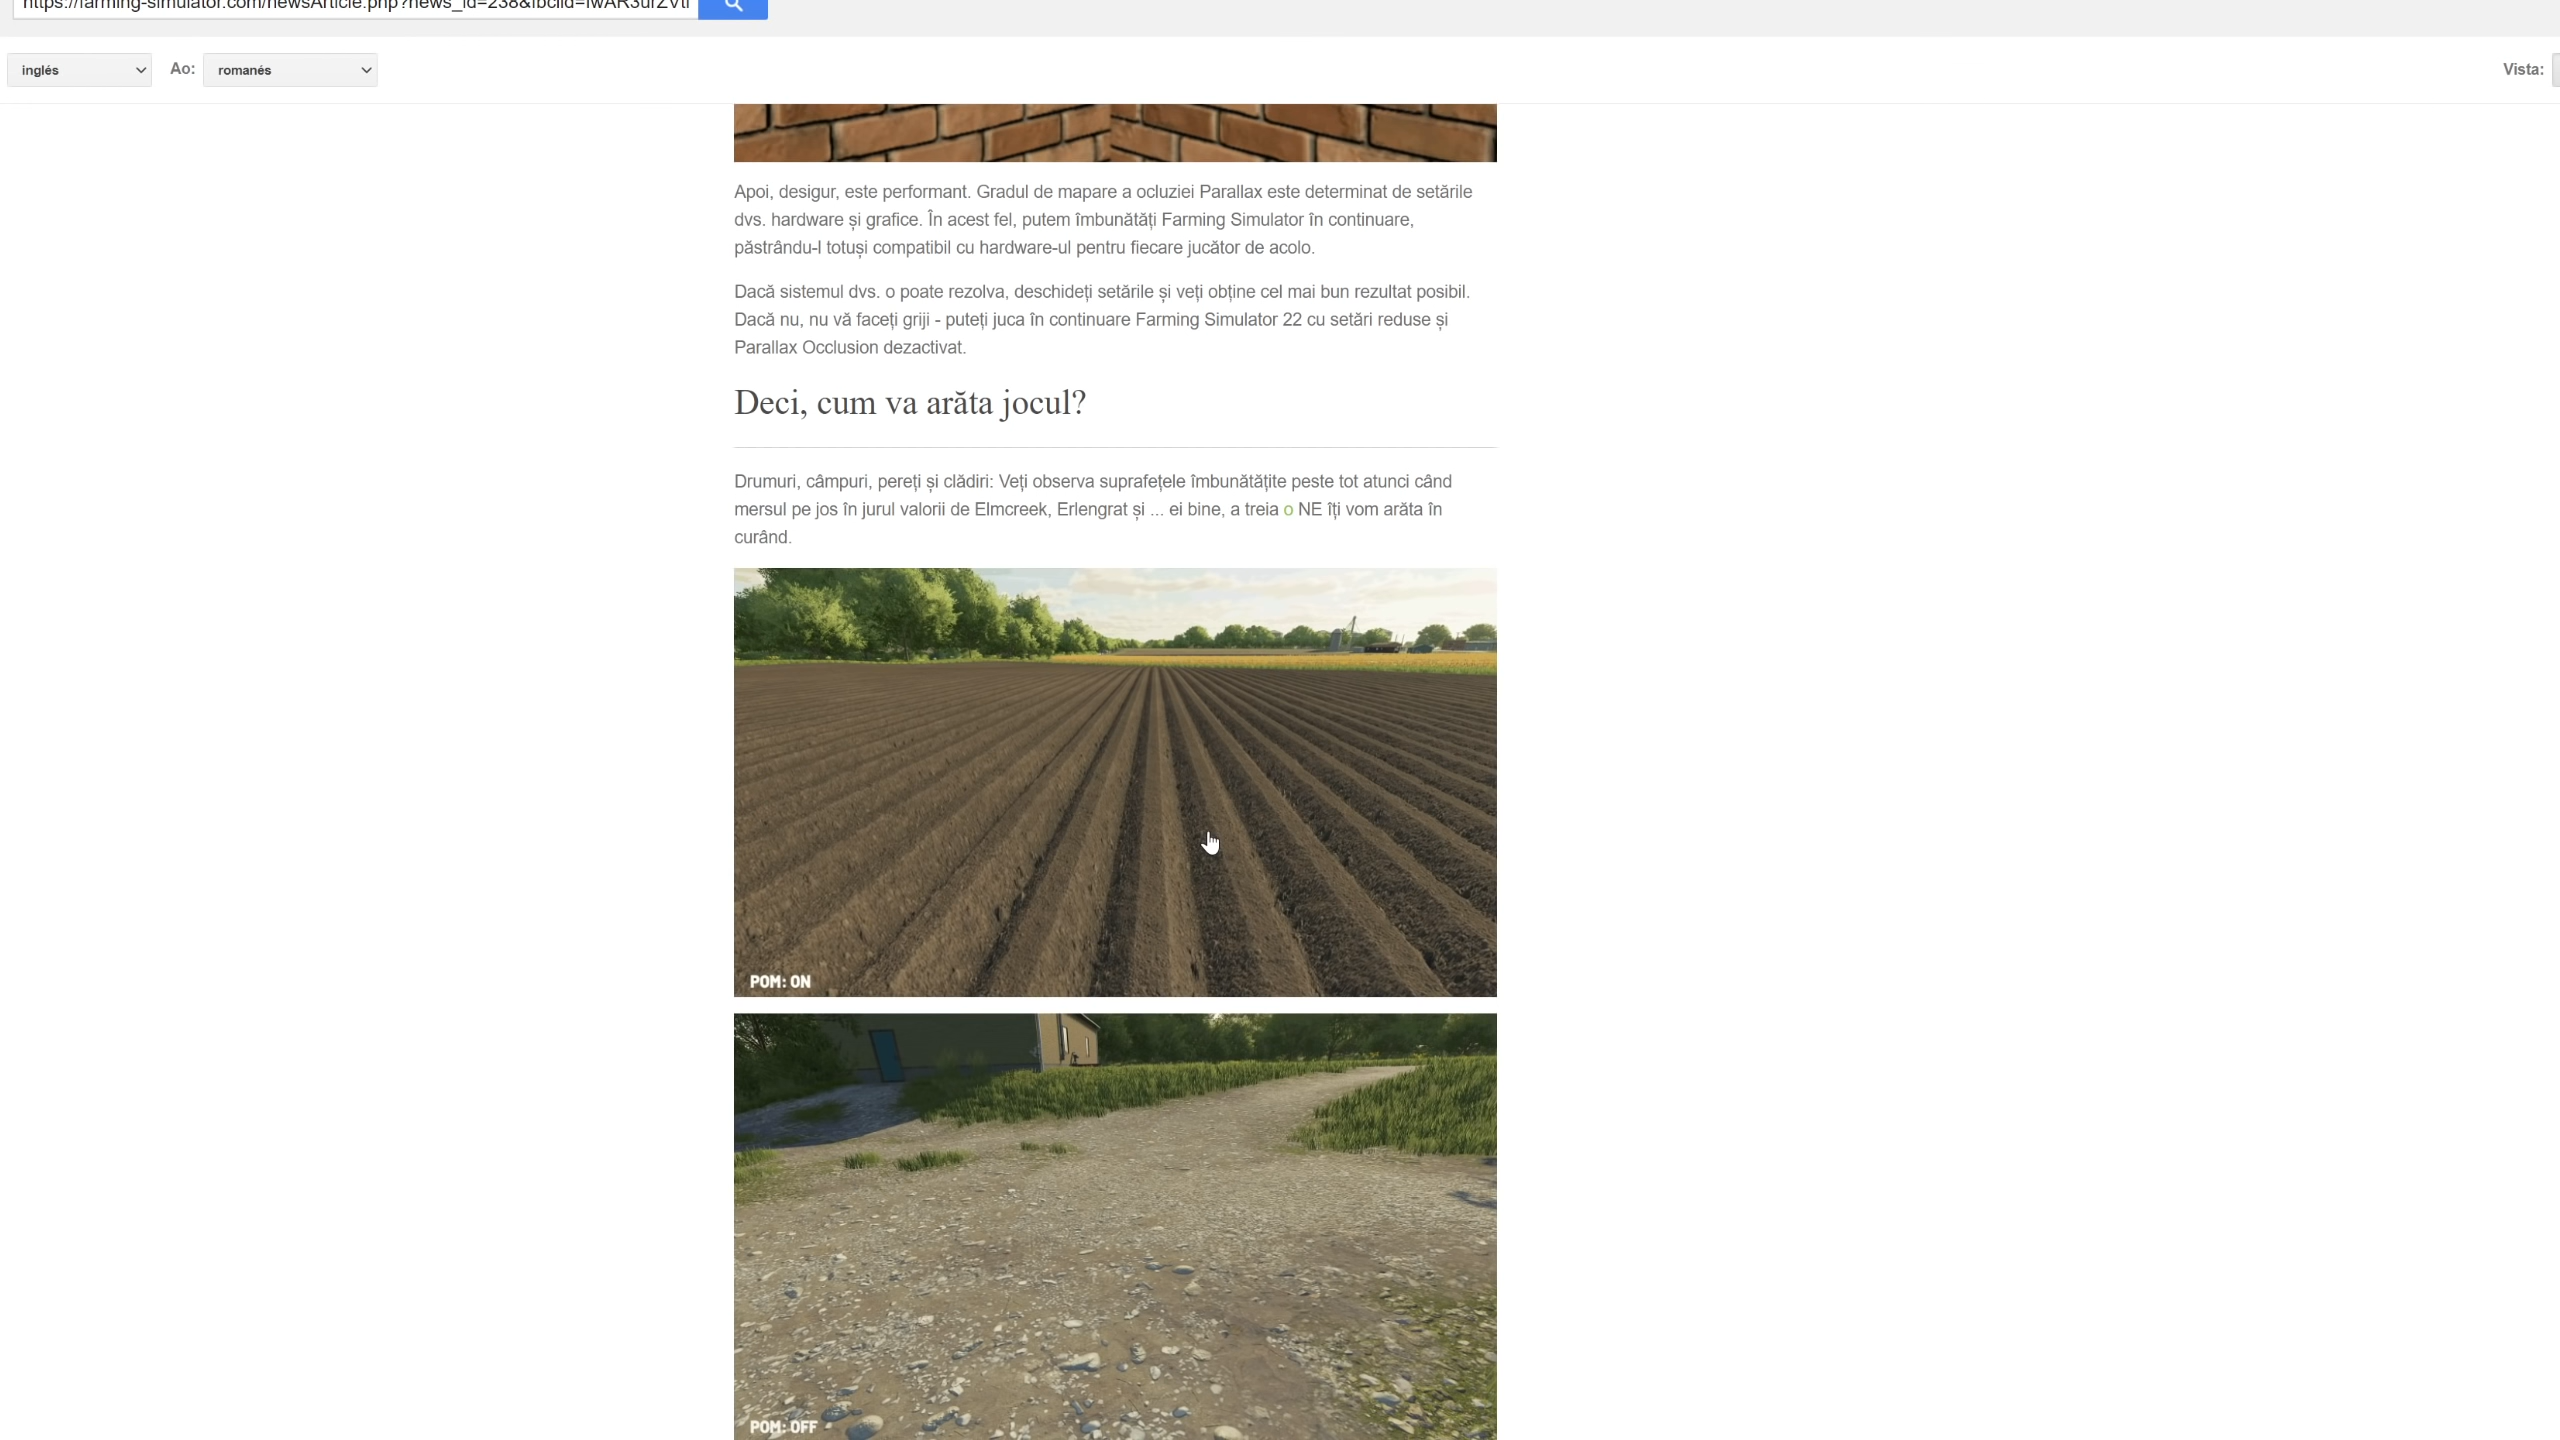 https://farming-simulator.com/newsArticle.php?news_id=238&fbclid=IwAR3urZVtI
inglés Ao: romanés Vista:
Apoi, desigur, este performant. Gradul de mapare a ocluziei Parallax este determinat de setările
dvs. hardware și grafice. În acest fel, putem îmbunătăți Farming Simulator în continuare,
păstrându-l totuși compatibil cu hardware-ul pentru fiecare jucător de acolo.
Dacă sistemul dvs. o poate rezolva, deschideți setările și veți obține cel mai bun rezultat posibil.
Dacă nu, nu vă faceți griji - puteți juca în continuare Farming Simulator 22 cu setări reduse și
Parallax Occlusion dezactivat.
Deci, cum va arăta jocul?
Drumuri, câmpuri, pereți și clădiri: Veți observa suprafețele îmbunătățite peste tot atunci când
mersul pe jos în jurul valorii de Elmcreek, Erlengrat și ... ei bine, a treia o NE îți vom arăta în
curând.
POM: ON
POM: OFF